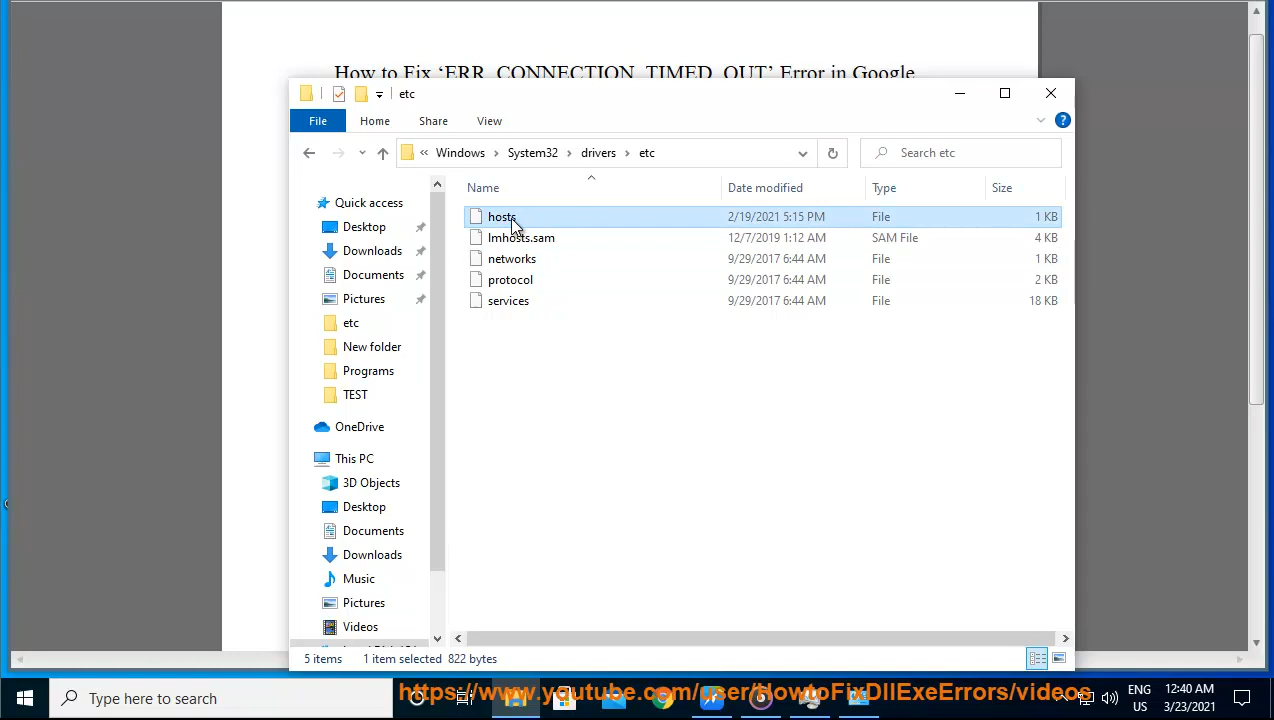 How to Fix ‘ERR_CONNECTION_TIMED_OUT’ Error in Google
etc
File Home Share View
« Windows › System32 › drivers › etc
Search etc
Name Date modified Type Size
hosts 2/19/2021 5:15 PM File 1 KB
lmhosts.sam 12/7/2019 1:12 AM SAM File 4 KB
networks 9/29/2017 6:44 AM File 1 KB
protocol 9/29/2017 6:44 AM File 2 KB
services 9/29/2017 6:44 AM File 18 KB
Quick access
Desktop
Downloads
Documents
Pictures
etc
New folder
Programs
TEST
OneDrive
This PC
3D Objects
Desktop
Documents
Downloads
Music
Pictures
Videos
5 items 1 item selected 822 bytes
Type here to search
https://www.youtube.com/user/HowtoFixDllExeErrors/videos
ENG
US
12:40 AM
3/23/2021